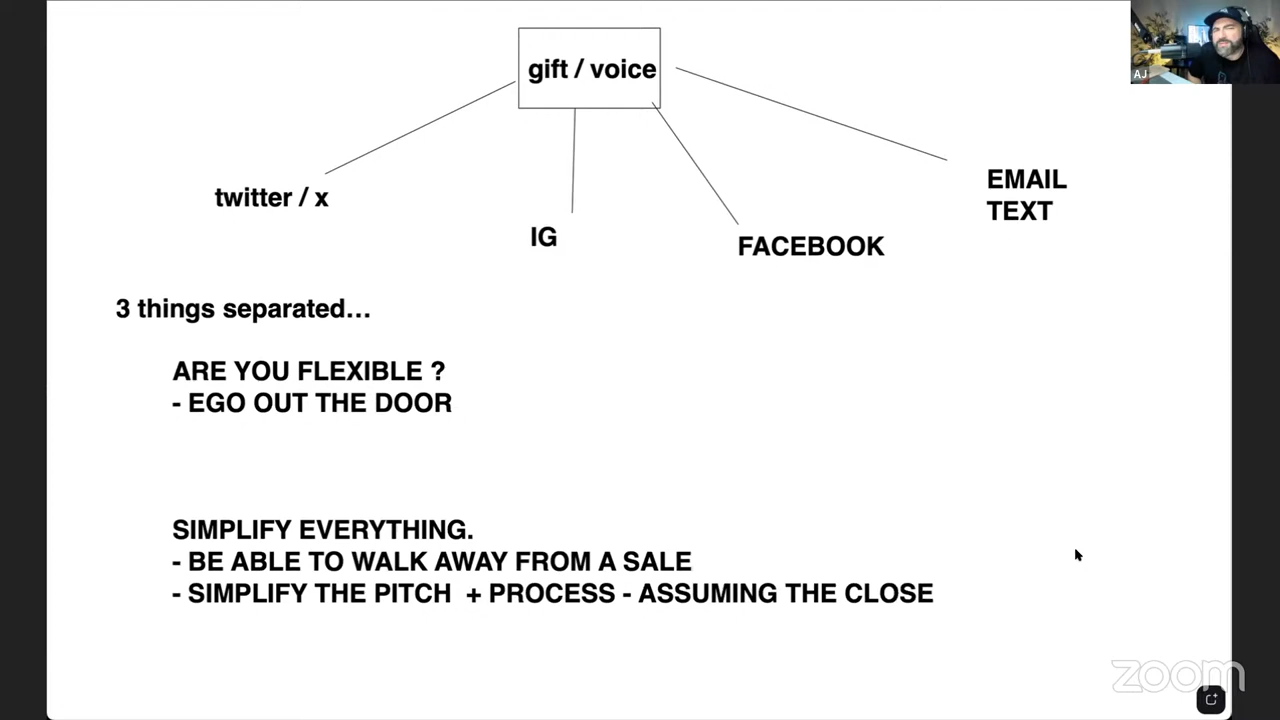 gift / voice
AJ
twitter / x
EMAIL
TEXT
IG
FACEBOOK
3 things separated...
ARE YOU FLEXIBLE ?
- EGO OUT THE DOOR
SIMPLIFY EVERYTHING.
- BE ABLE TO WALK AWAY FROM A SALE
- SIMPLIFY THE PITCH + PROCESS - ASSUMING THE CLOSE
zoom